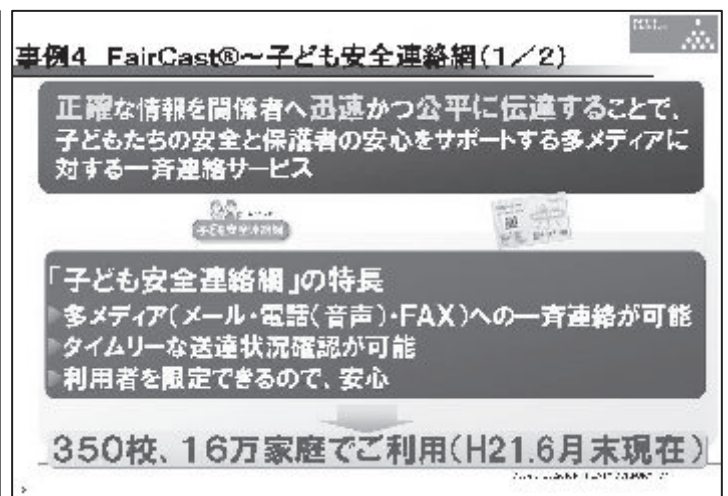 事例4 FairCast®~子ども安全連絡網(1/2)
正確な情報を関係者へ迅速かつ公平に伝達することで、
子どもたちの安全と保護者の安心をサポートする多メディアに
対する一斉連絡サービス
子ども安全連絡網
「子ども安全連絡網」の特長
多メディア(メール・電話(音声)・FAX)への一斉連絡が可能
タイムリーな送達状況確認が可能
利用者を限定できるので、安心
350校、16万家庭でご利用(H21.6月末現在)